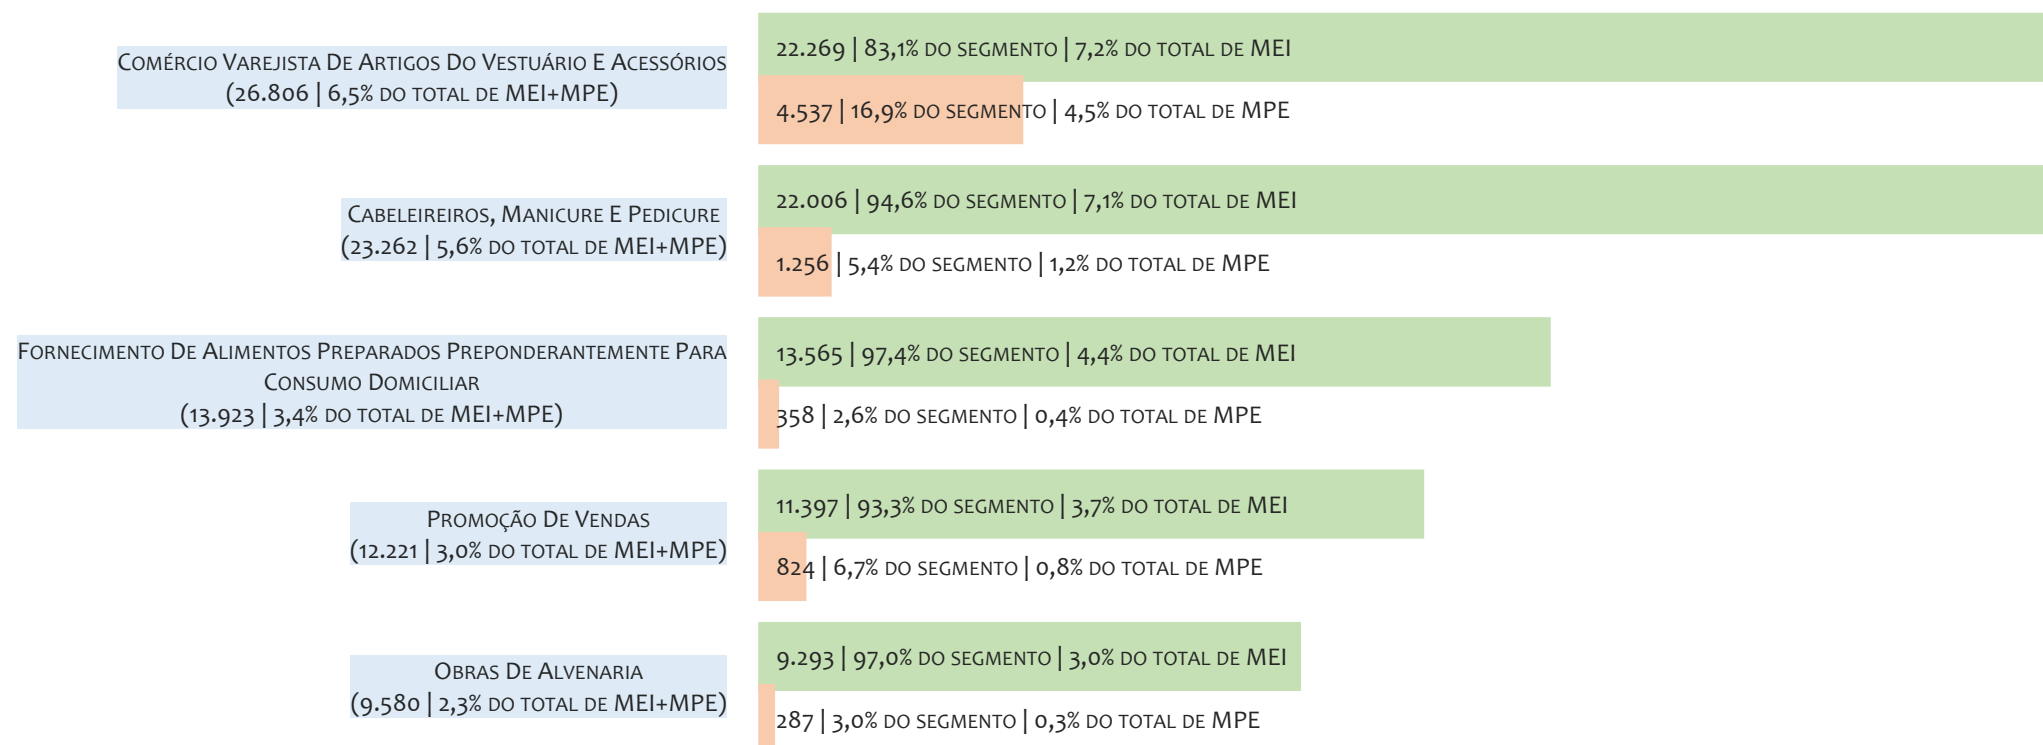 Comércio Varejista De Artigos Do Vestuário E Acessórios
(26.806 | 6,5% do total de MEI+MPE)
22.269 | 83,1% do segmento | 7,2% do total de MEI
4.537 | 16,9% do segmento | 4,5% do total de MPE
Cabeleireiros, Manicure E Pedicure
(23.262 | 5,6% do total de MEI+MPE)
22.006 | 94,6% do segmento | 7,1% do total de MEI
1.256 | 5,4% do segmento | 1,2% do total de MPE
Fornecimento De Alimentos Preparados Preponderantemente Para
Consumo Domiciliar
(13.923 | 3,4% do total de MEI+MPE)
13.565 | 97,4% do segmento | 4,4% do total de MEI
358 | 2,6% do segmento | 0,4% do total de MPE
Promoção De Vendas
(12.221 | 3,0% do total de MEI+MPE)
11.397 | 93,3% do segmento | 3,7% do total de MEI
824 | 6,7% do segmento | 0,8% do total de MPE
Obras De Alvenaria
(9.580 | 2,3% do total de MEI+MPE)
9.293 | 97,0% do segmento | 3,0% do total de MEI
287 | 3,0% do segmento | 0,3% do total de MPE